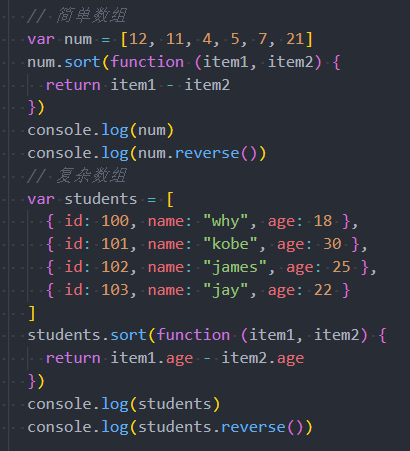 // 简单数组
var num = [12, 11, 4, 5, 7, 21]
num.sort(function (item1, item2) {
  return item1 - item2
})
console.log(num)
console.log(num.reverse())
// 复杂数组
var students = [
  { id: 100, name: "why", age: 18 },
  { id: 101, name: "kobe", age: 30 },
  { id: 102, name: "james", age: 25 },
  { id: 103, name: "jay", age: 22 }
]
students.sort(function (item1, item2) {
  return item1.age - item2.age
})
console.log(students)
console.log(students.reverse())